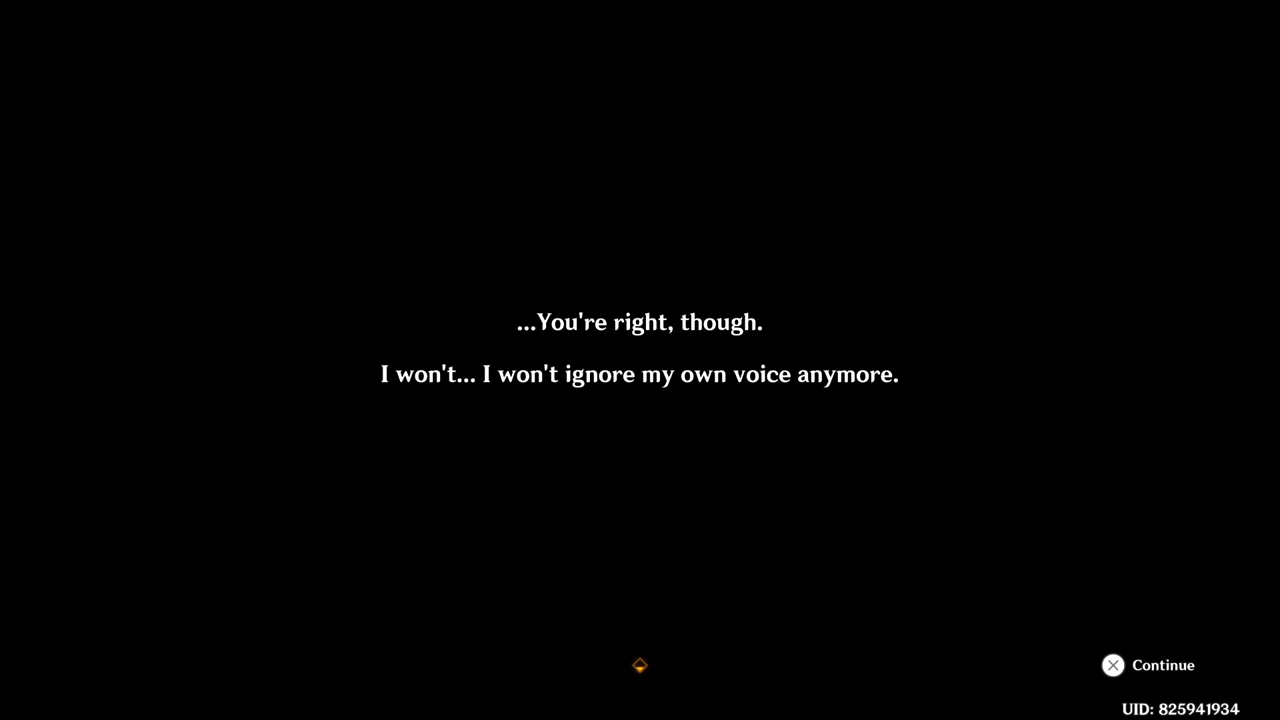 ...You're right, though.
I won't... I won't ignore my own voice anymore.
Continue
UID: 825941934